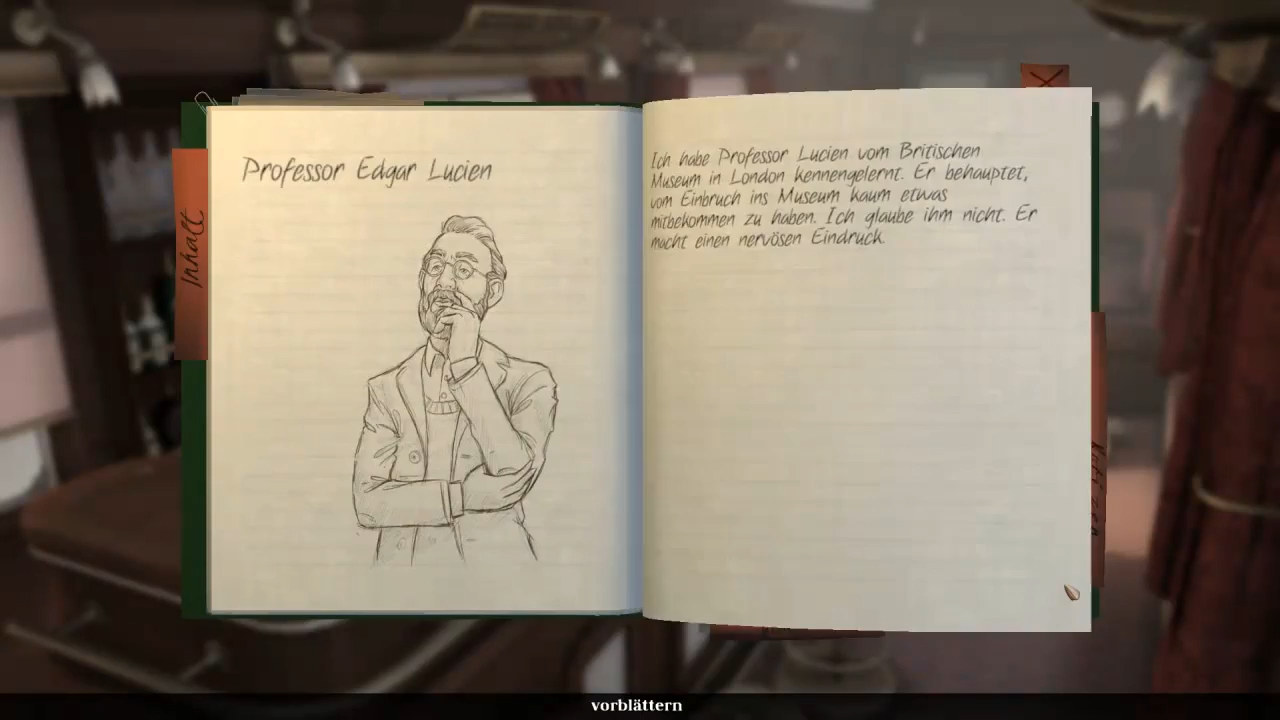 Professor Edgar Lucien
Inhalt
Ich habe Professor Lucien vom Britischen
Museum in London kennengelernt. Er behauptet,
vom Einbruch ins Museum kaum etwas
mitbekommen zu haben. Ich glaube ihm nicht. Er
macht einen nervösen Eindruck.
Notizen
vorblättern